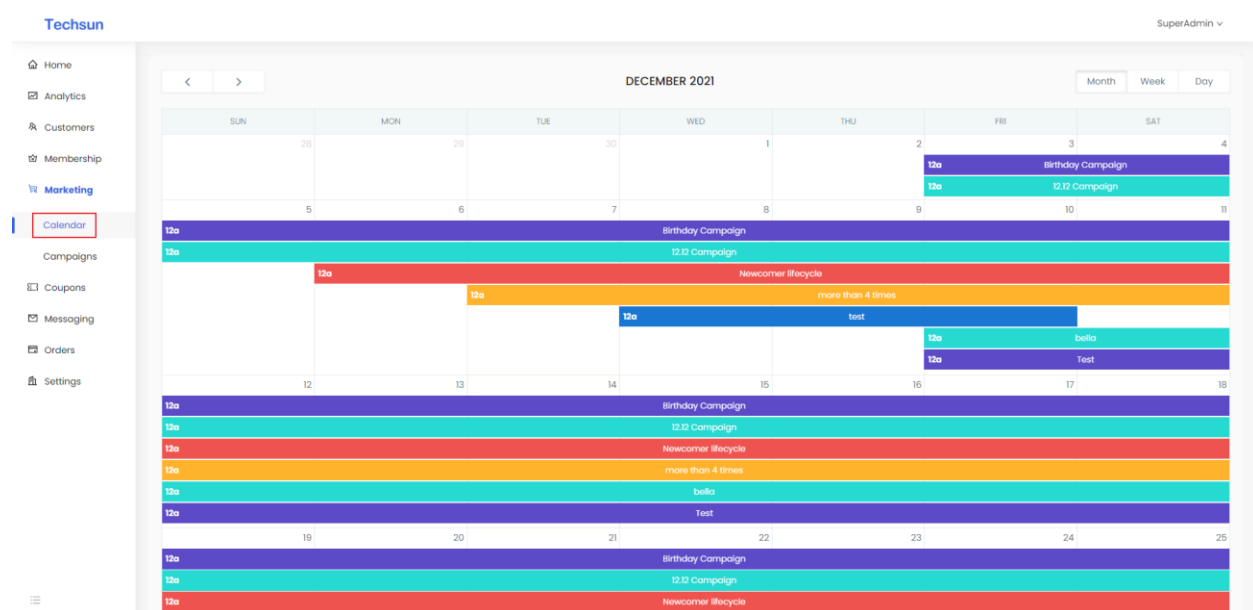 Techsun
SuperAdmin
Home
Analytics
Customers
Membership
Marketing
Calendar
Campaigns
Coupons
Messaging
Orders
Settings
DECEMBER 2021
Month Week Day
SUN MON TUE WED THU FRI SAT
28 29 30 1 2 3 4
12a Birthday Campaign
12a 12.12 Campaign
5 6 7 8 9 10 11
12a Birthday Campaign
12a 12.12 Campaign
12a Newcomer lifecycle
12a more than 4 times
12a test
12a bella
12a Test
12 13 14 15 16 17 18
12a Birthday Campaign
12a 12.12 Campaign
12a Newcomer lifecycle
12a more than 4 times
12a bella
12a Test
19 20 21 22 23 24 25
12a Birthday Campaign
12a 12.12 Campaign
12a Newcomer lifecycle